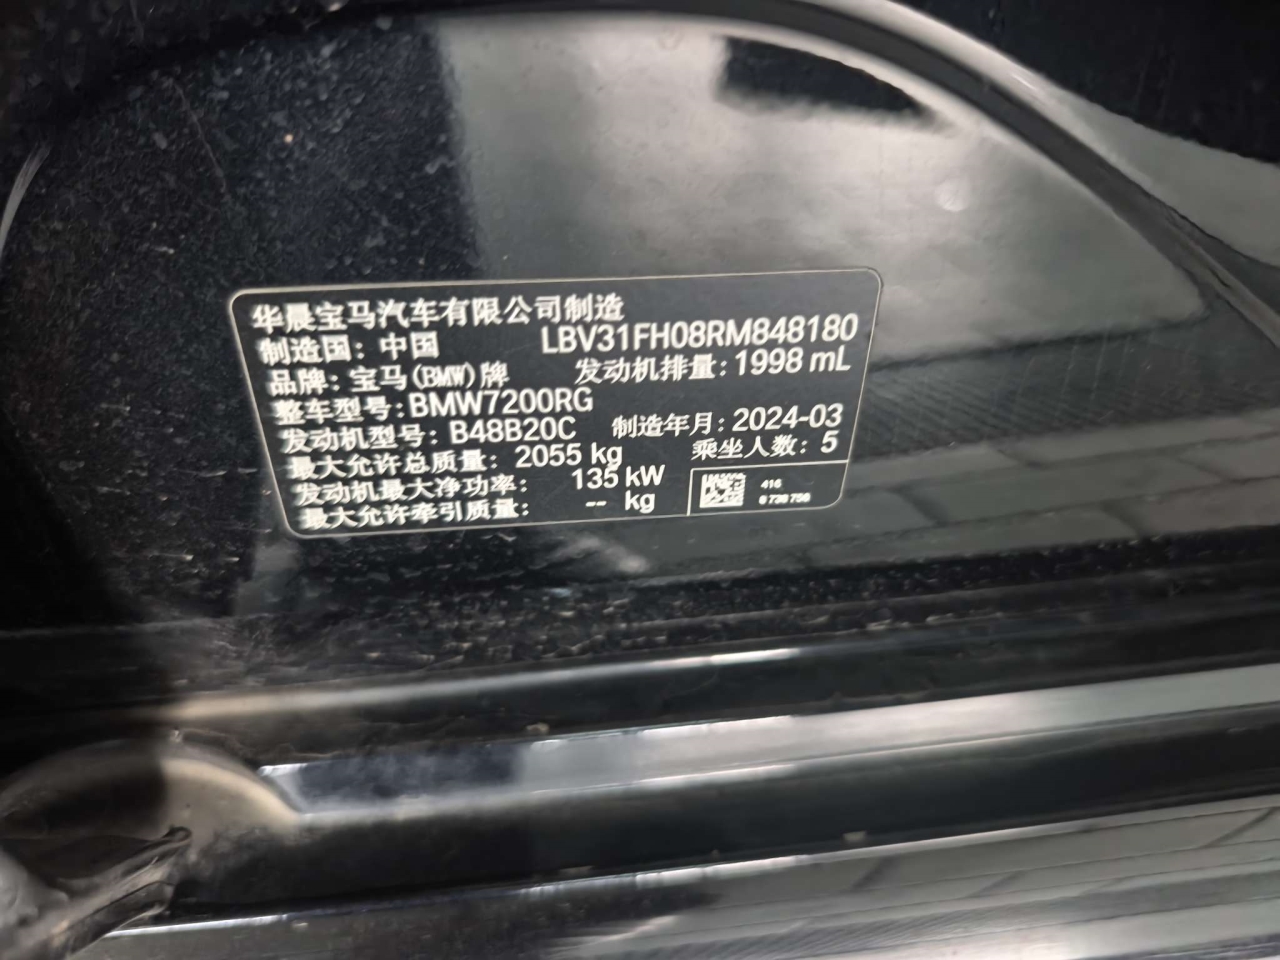 华晨宝马汽车有限公司制造
制造国：中国 LBV31FH08RM848180
品牌：宝马(BMW)牌 发动机排量：1998 mL
整车型号：BMW7200RG
发动机型号：B48B20C 制造年月：2024-03
最大允许总质量：2055 kg 乘坐人数：5
发动机最大净功率：135 kW
最大允许牵引质量：-- kg
416